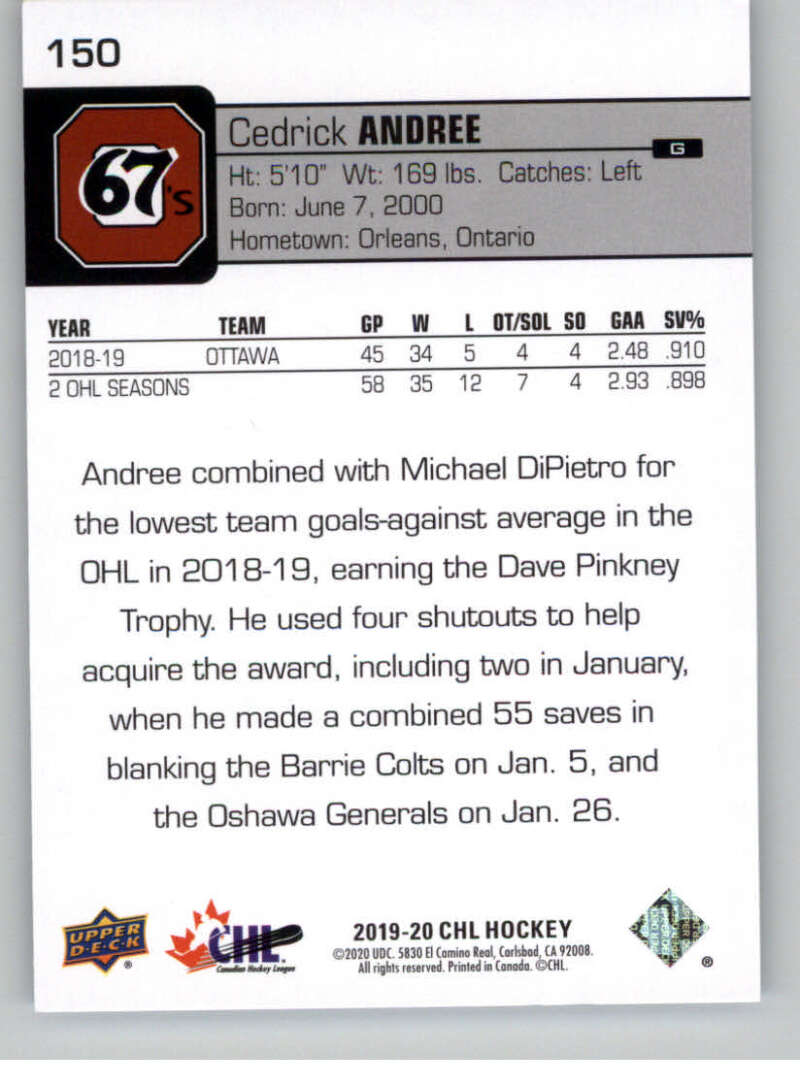 150
67's
Cedrick ANDREE
G
Ht: 5'10" Wt: 169 lbs. Catches: Left
Born: June 7, 2000
Hometown: Orleans, Ontario
YEAR TEAM GP W L OT/SOL SO GAA SV%
2018-19 OTTAWA 45 34 5 4 4 2.48 .910
2 OHL SEASONS 58 35 12 7 4 2.93 .898
Andree combined with Michael DiPietro for
the lowest team goals-against average in the
OHL in 2018-19, earning the Dave Pinkney
Trophy. He used four shutouts to help
acquire the award, including two in January,
when he made a combined 55 saves in
blanking the Barrie Colts on Jan. 5, and
the Oshawa Generals on Jan. 26.
UPPER
D·E·C·K
®
CHL
Canadian Hockey League
2019-20 CHL HOCKEY
©2020 UDC. 5830 El Camino Real, Carlsbad, CA 92008.
All rights reserved. Printed in Canada. ©CHL.
®